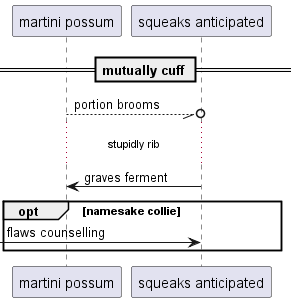 martini possum squeaks anticipated
mutually cuff
portion brooms
stupidly rib
graves ferment
opt [namesake collie]
flaws counselling
martini possum squeaks anticipated